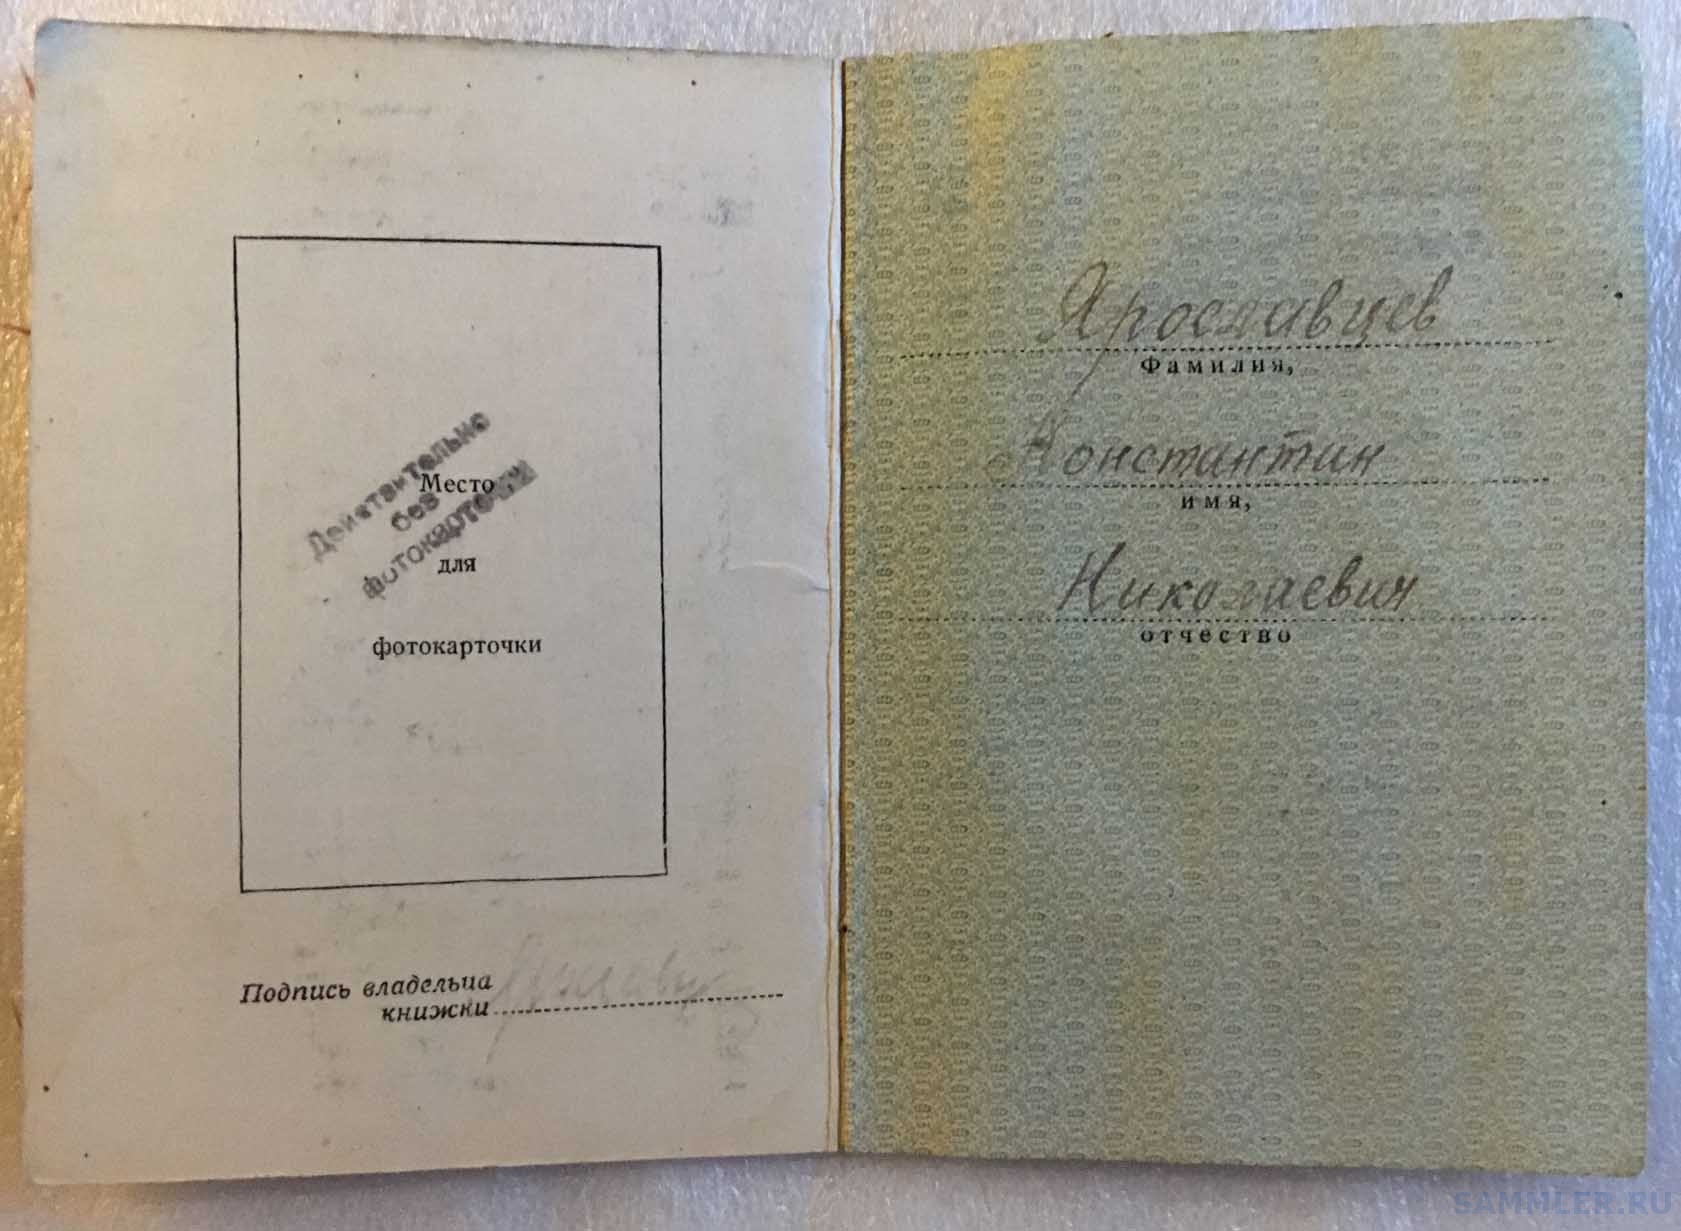 Действительно
без
фотокарточки
Место
для
фотокарточки
Подпись владельца
книжки
Ярославцев
Фамилия,
Константин
имя,
Николаевич
отчество
SAMMLER.RU